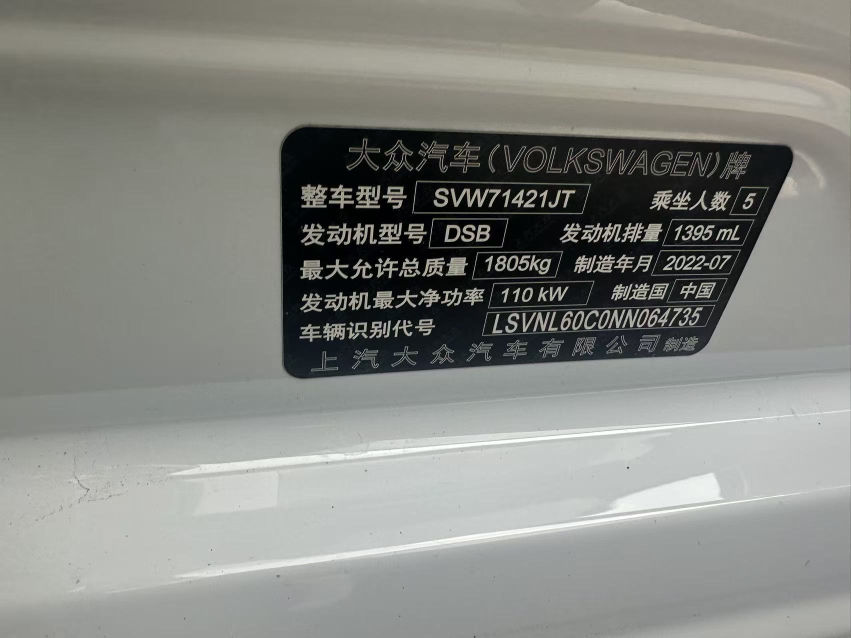 大众汽车(VOLKSWAGEN)牌
整车型号 SVW71421JT 乘坐人数 5
发动机型号 DSB 发动机排量 1395 mL
最大允许总质量 1805kg 制造年月 2022-07
发动机最大净功率 110 kW 制造国 中国
车辆识别代号 LSVNL60C0NN064735
上汽大众汽车有限公司制造